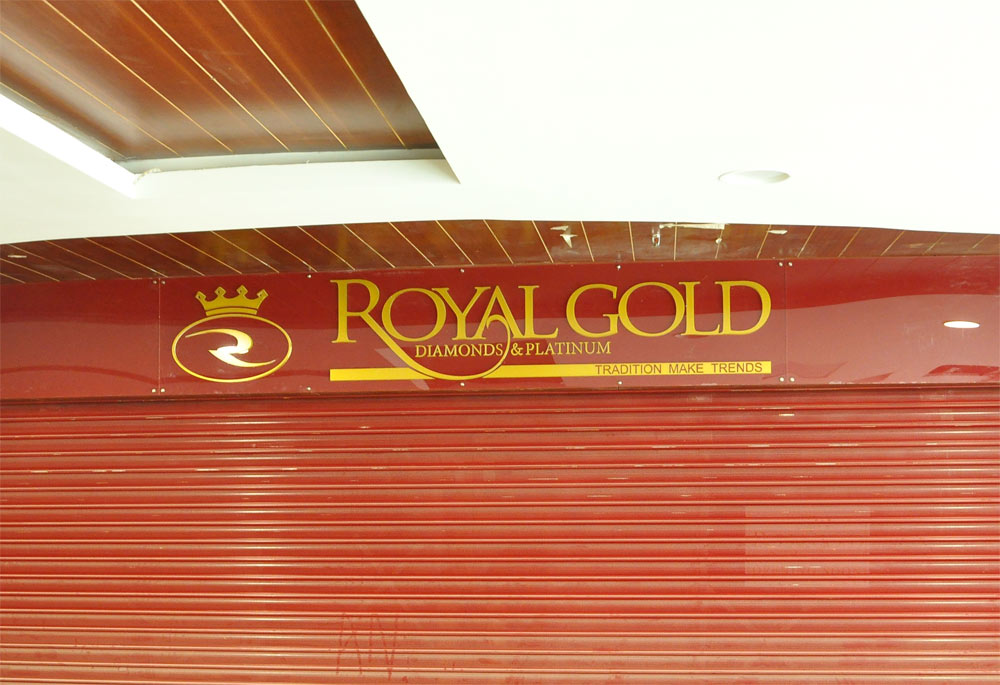 ROYAL GOLD
DIAMONDS & PLATINUM
TRADITION MAKE TRENDS